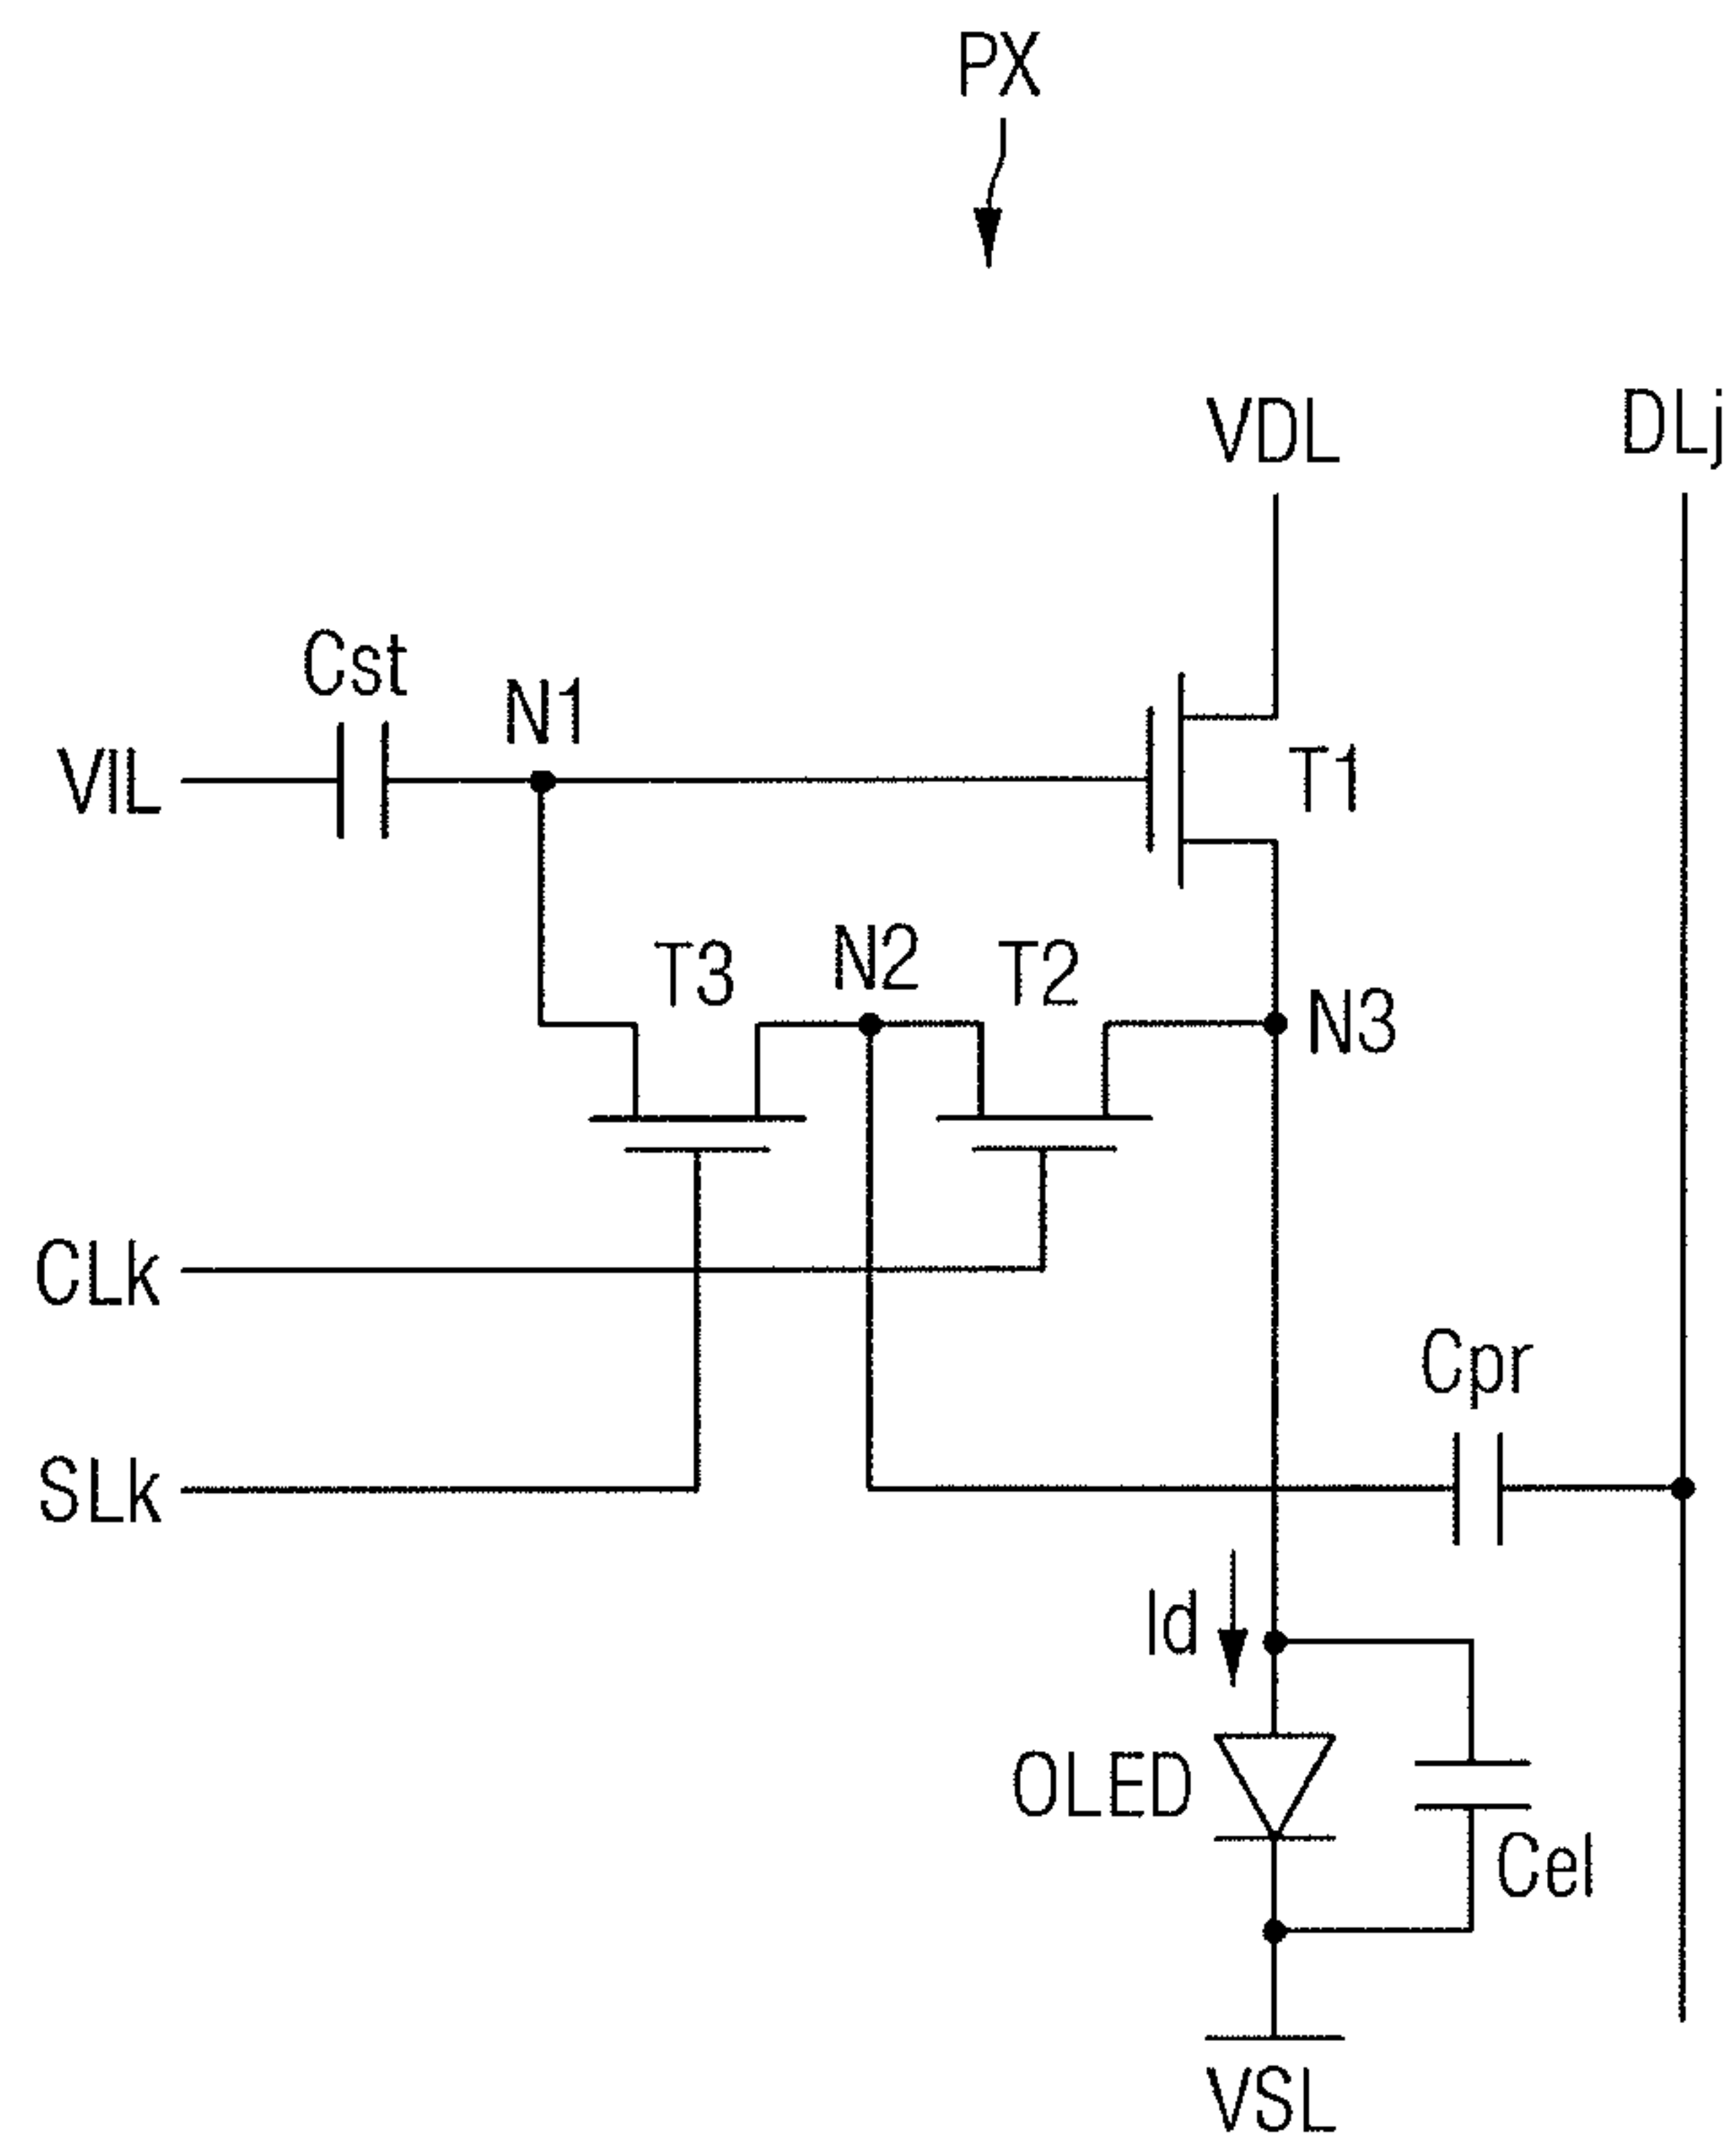 PX
VDL
DLj
Cst
N1
VIL
T1
T3
N2
T2
N3
CLk
Cpr
SLk
Id
OLED
Cel
VSL